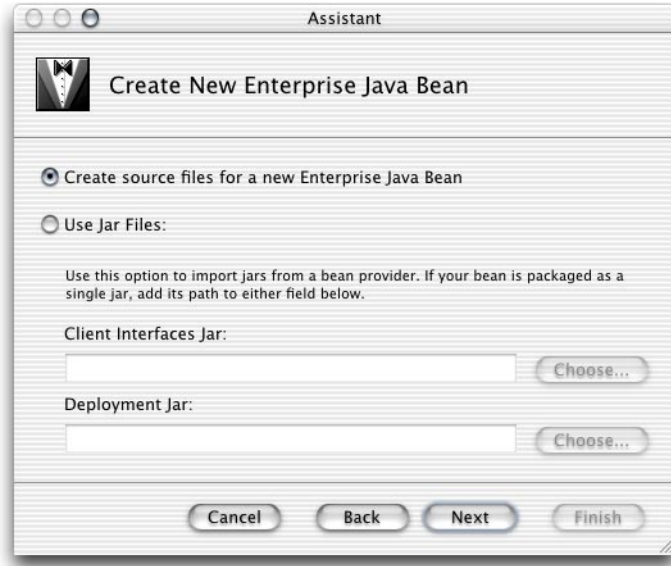 Assistant
Create New Enterprise Java Bean
Create source files for a new Enterprise Java Bean
Use Jar Files:
Use this option to import jars from a bean provider. If your bean is packaged as a
single jar, add its path to either field below.
Client Interfaces Jar:
Choose...
Deployment Jar:
Choose...
Cancel Back Next Finish